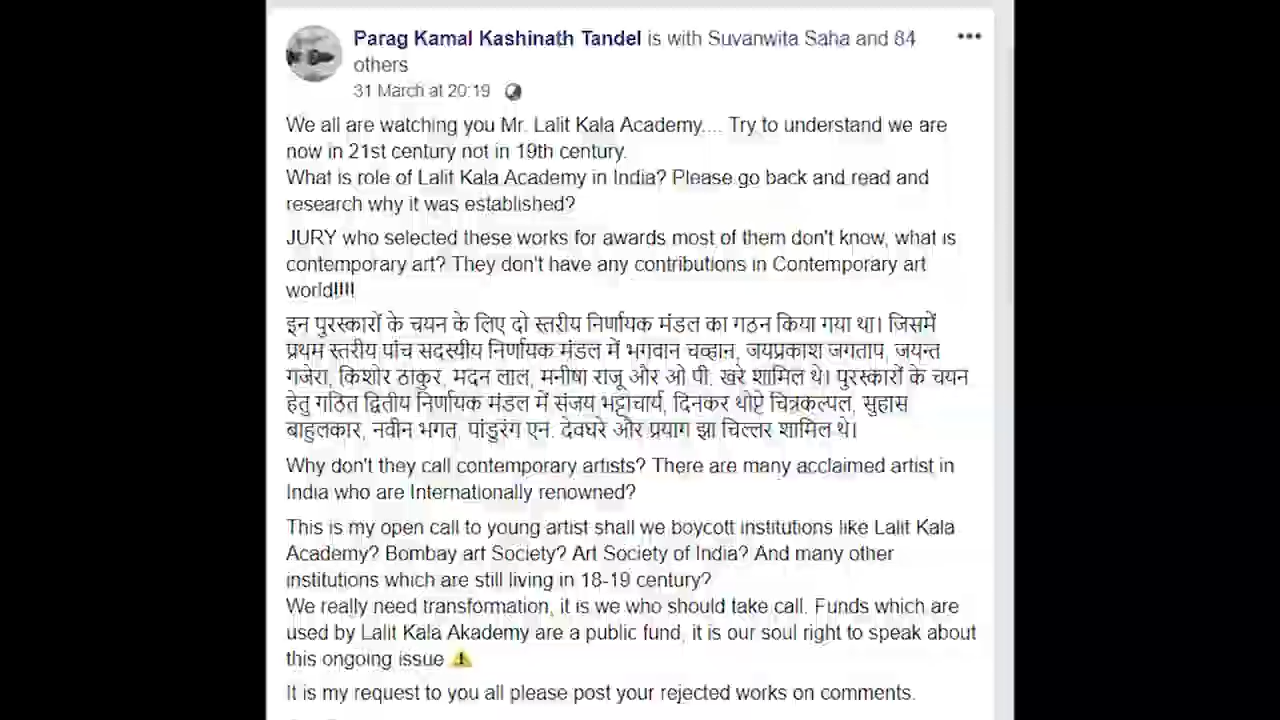 Parag Kamal Kashinath Tandel is with Suvanwita Saha and 84
others
31 March at 20:19
We all are watching you Mr. Lalit Kala Academy.... Try to understand we are
now in 21st century not in 19th century.
What is role of Lalit Kala Academy in India? Please go back and read and
research why it was established?
JURY who selected these works for awards most of them don't know, what is
contemporary art? They don't have any contributions in Contemporary art
world!!!!
इन पुरस्कारों के चयन के लिए दो स्तरीय निर्णायक मंडल का गठन किया गया था। जिसमें
प्रथम स्तरीय पांच सदस्यीय निर्णायक मंडल में भगवान चव्हान, जयप्रकाश जगताप, जयन्त
गजेरा, किशोर ठाकुर, मदन लाल, मनीषा राजू और ओ पी. खरे शामिल थे। पुरस्कारों के चयन
हेतु गठित द्वितीय निर्णायक मंडल में संजय भट्टाचार्य, दिनकर थोप्टे चित्रकल्पल, सुहास
बाहुलकार, नवीन भगत, पांडुरंग एन. देवघरे और प्रयाग झा चिल्लर शामिल थे।
Why don't they call contemporary artists? There are many acclaimed artist in
India who are Internationally renowned?
This is my open call to young artist shall we boycott institutions like Lalit Kala
Academy? Bombay art Society? Art Society of India? And many other
institutions which are still living in 18-19 century?
We really need transformation, it is we who should take call. Funds which are
used by Lalit Kala Akademy are a public fund, it is our soul right to speak about
this ongoing issue ⚠
It is my request to you all please post your rejected works on comments.